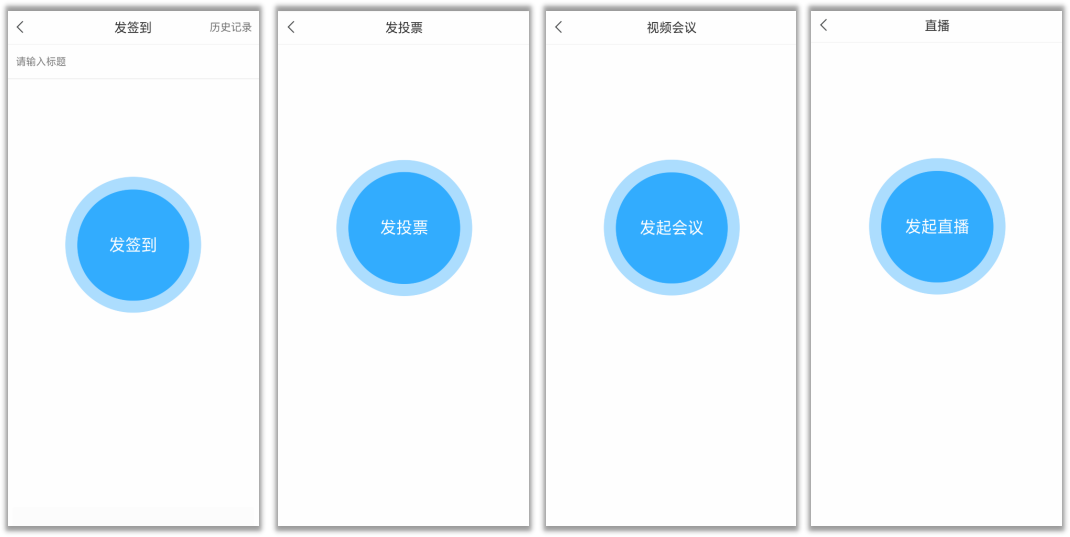 发签到
历史记录
请输入标题
发签到
发投票
发投票
视频会议
发起会议
直播
发起直播